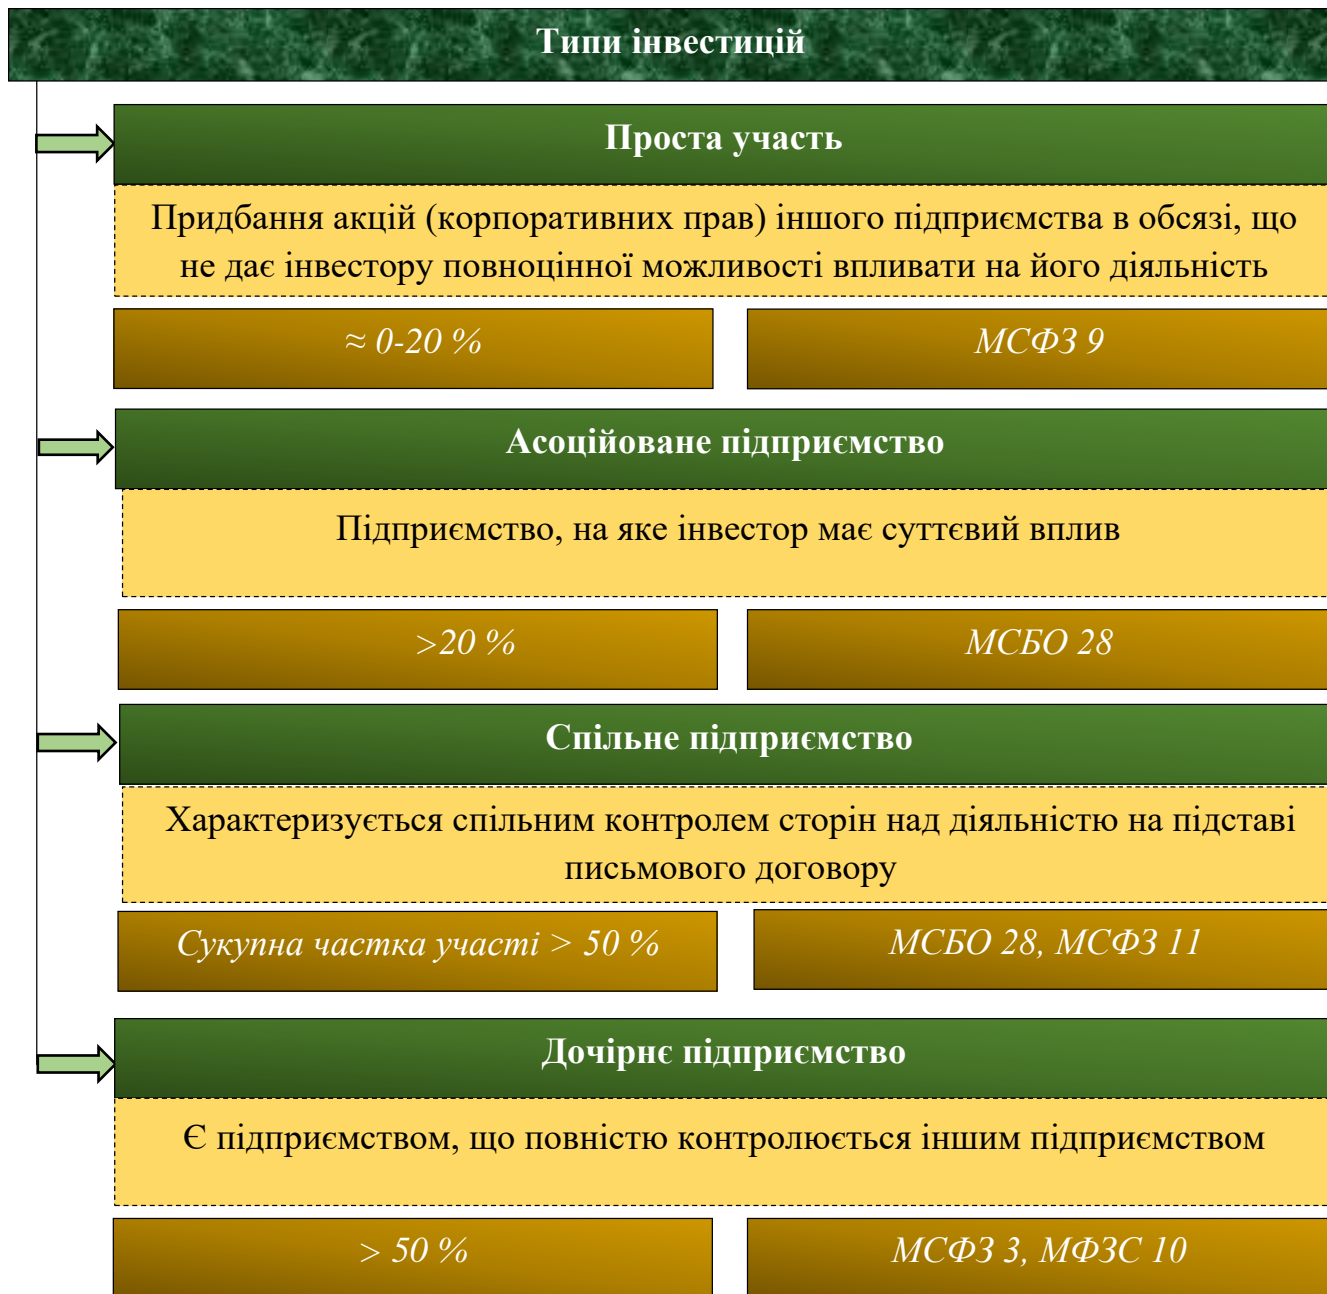 Типи інвестицій
Проста участь
Придбання акцій (корпоративних прав) іншого підприємства в обсязі, що
не дає інвестору повноцінної можливості впливати на його діяльність
≈ 0-20 %
МСФЗ 9
Асоційоване підприємство
Підприємство, на яке інвестор має суттєвий вплив
>20 %
МСБО 28
Спільне підприємство
Характеризується спільним контролем сторін над діяльністю на підставі
письмового договору
Сукупна частка участі > 50 %
МСБО 28, МСФЗ 11
Дочірнє підприємство
Є підприємством, що повністю контролюється іншим підприємством
> 50 %
МСФЗ 3, МФЗС 10